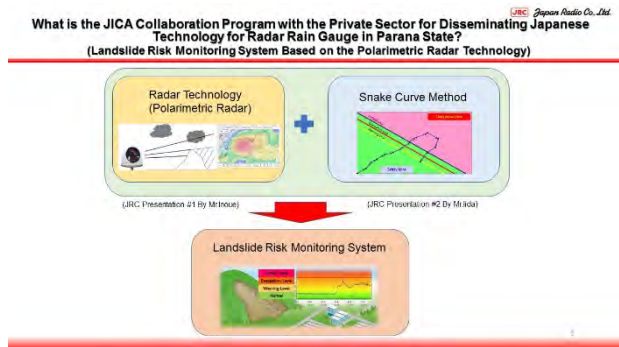 JRC Japan Radio Co., Ltd.
What is the JICA Collaboration Program with the Private Sector for Disseminating Japanese
Technology for Radar Rain Gauge in Parana State?
(Landslide Risk Monitoring System Based on the Polarimetric Radar Technology)
Radar Technology
(Polarimetric Radar)
Snake Curve Method
(JRC Presentation #1 By Mr.Inoue)
(JRC Presentation #2 By Mr.Iida)
Landslide Risk Monitoring System
Warning Level
Normal